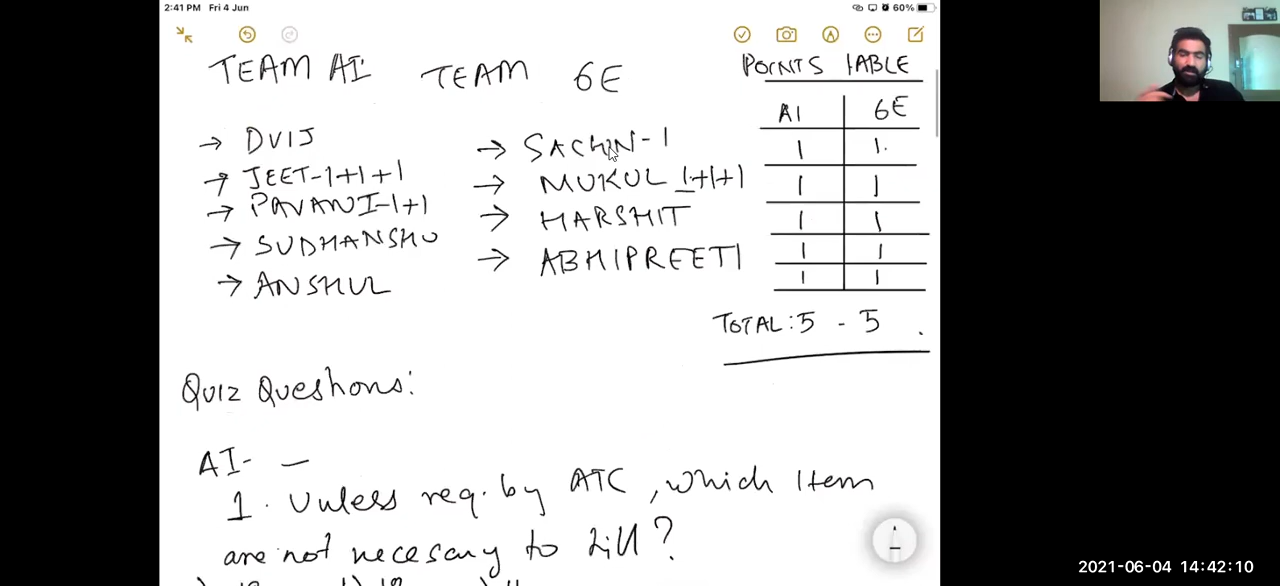 2:41 PM Fri 4 Jun
60%
TEAM AI TEAM 6E
POINTS TABLE
AI 6E
→ DVIJ
→ JEET-1+1+1
→ PAVANI-1+1
→ SUDHANSHU
→ ANSHUL
→ SACHIN-1
→ MUKUL 1+1+1
→ HARSHIT
→ ABHIPREET1
1 1.
1 1
1 1
1 1
1 1
TOTAL: 5 - 5 .
Quiz Questions:
AI- —
1. Unless req. by ATC, which Item
are not necesary to fill?
2021-06-04 14:42:10